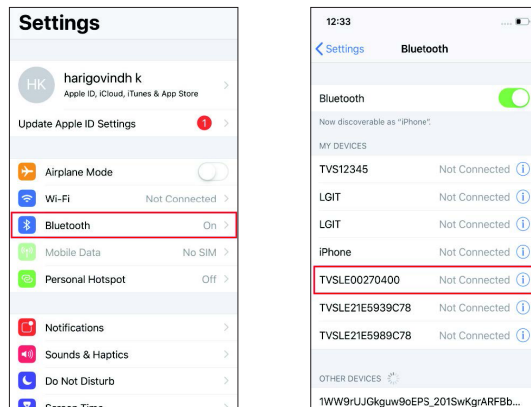 Settings
HK
harigovindh k
Apple ID, iCloud, iTunes & App Store
Update Apple ID Settings 1
Airplane Mode
Wi-Fi Not Connected
Bluetooth On
Mobile Data No SIM
Personal Hotspot Off
Notifications
Sounds & Haptics
Do Not Disturb
Screen Time
12:33
Settings Bluetooth
Bluetooth
Now discoverable as "iPhone".
MY DEVICES
TVS12345 Not Connected
LGIT Not Connected
LGIT Not Connected
iPhone Not Connected
TVSLE00270400 Not Connected
TVSLE21E5939C78 Not Connected
TVSLE21E5989C78 Not Connected
OTHER DEVICES
1WW9rUJGkguw9oEPS_201SwKgrARFBb...